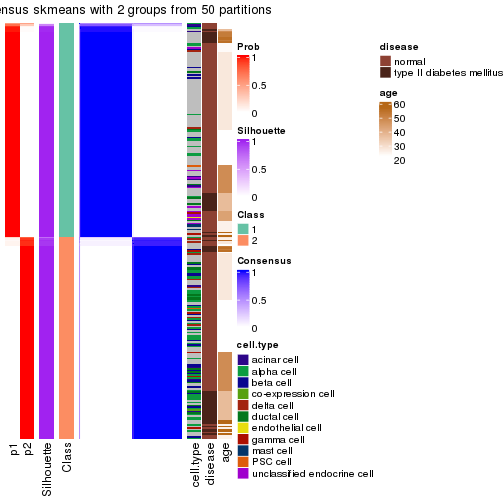 ensus skmeans with 2 groups from 50 partitions
Prob
1
0.5
0
Silhouette
1
0.5
0
Class
1
2
Consensus
1
0.5
0
cell.type
acinar cell
alpha cell
beta cell
co-expression cell
delta cell
ductal cell
endothelial cell
gamma cell
mast cell
PSC cell
unclassified endocrine cell
disease
normal
type II diabetes mellitus
age
60
50
40
30
20
p1
p2
Silhouette
Class
cell.type
disease
age